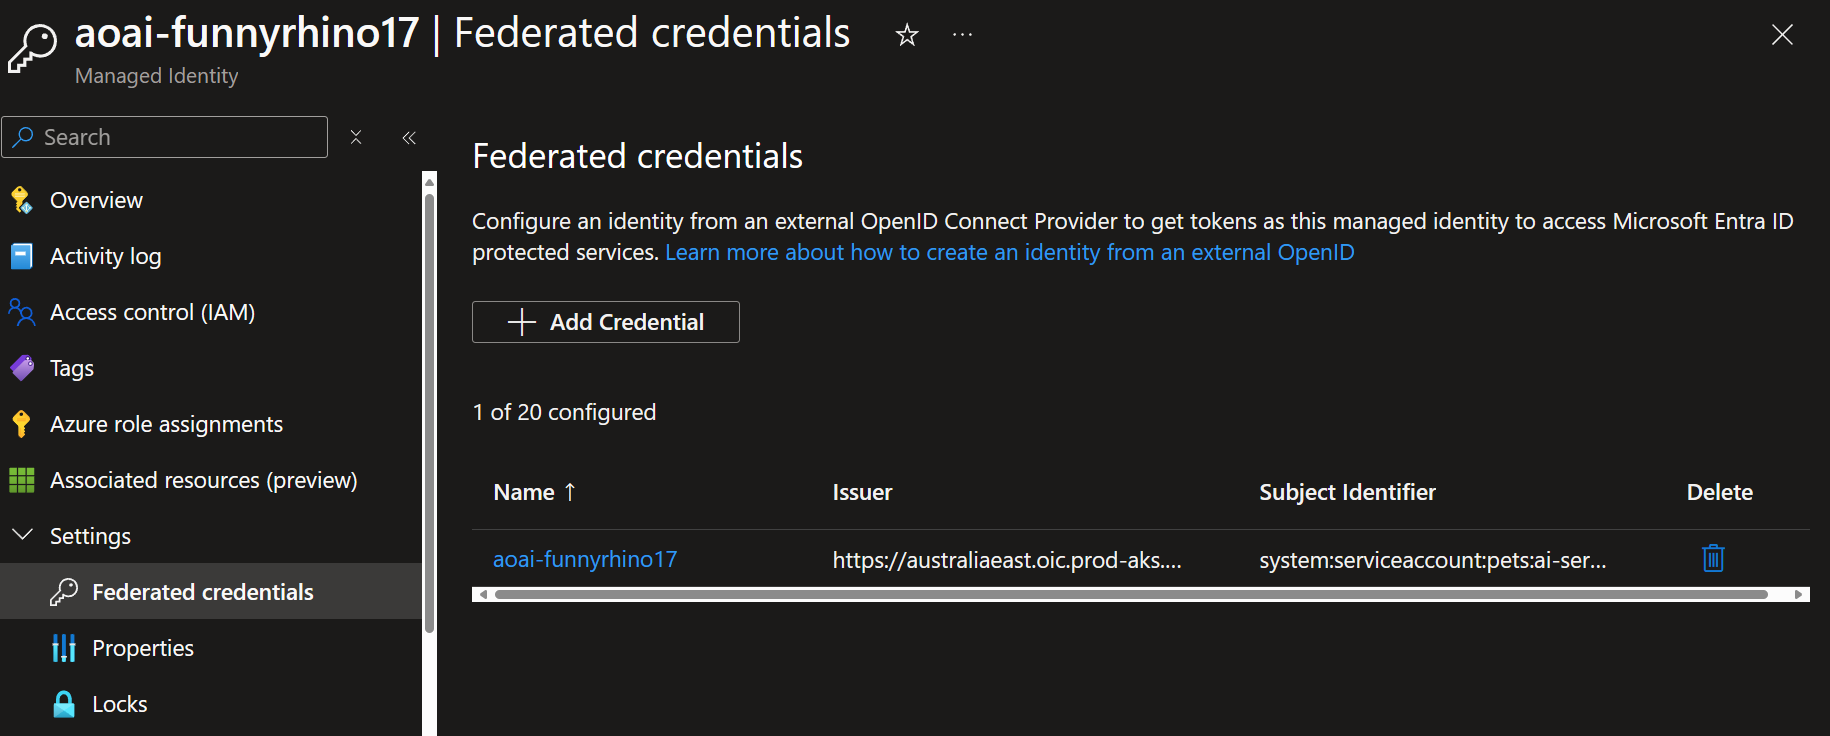 aoai-funnyrhino17 | Federated credentials
Managed Identity
Search
Overview
Activity log
Access control (IAM)
Tags
Azure role assignments
Associated resources (preview)
Settings
Federated credentials
Properties
Locks
Federated credentials
Configure an identity from an external OpenID Connect Provider to get tokens as this managed identity to access Microsoft Entra ID
protected services. Learn more about how to create an identity from an external OpenID
Add Credential
1 of 20 configured
Name ↑ Issuer Subject Identifier Delete
aoai-funnyrhino17 https://australiaeast.oic.prod-aks.... system:serviceaccount:pets:ai-ser...